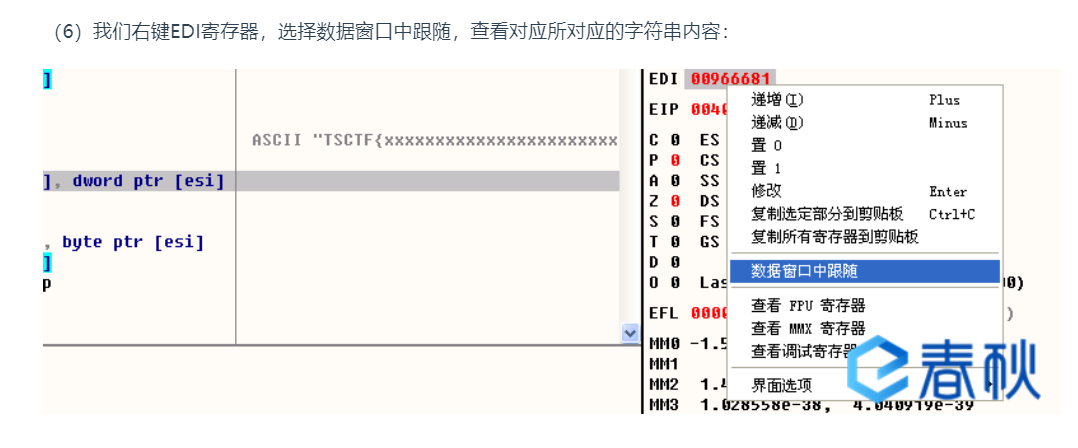 （6）我们右键EDI寄存器，选择数据窗口中跟随，查看对应所对应的字符串内容：
]
ASCII "TSCTF{xxxxxxxxxxxxxxxxxxxxxxx
], dword ptr [esi]
, byte ptr [esi]
]
p
EDI 00966681
EIP 004
C 0 ES
P 0 CS
A 0 SS
Z 0 DS
S 0 FS
T 0 GS
D 0
O 0 Las
0)
EFL 0000
)
MM0 -1.5
MM1
MM2 1.4
MM3 1.028558e-38, 4.040919e-39
递增(I) Plus
递减(D) Minus
置 0
置 1
修改 Enter
复制选定部分到剪贴板 Ctrl+C
复制所有寄存器到剪贴板
数据窗口中跟随
查看 FPU 寄存器
查看 MMX 寄存器
查看调试寄存器
界面选项
春秋